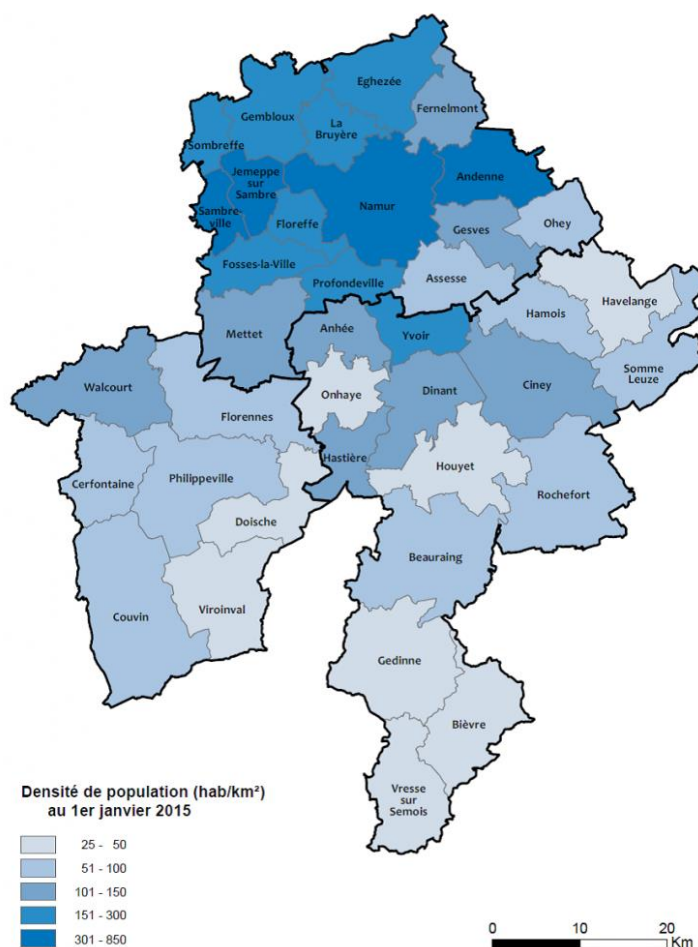 Eghezée
Fernelmont
Gembloux
La
Bruyère
Sombreffe
Jemeppe
sur
Sambre
Andenne
Sambre-
ville
Namur
Floreffe
Gesves
Ohey
Fosses-la-Ville
Assesse
Profondeville
Havelange
Hamois
Mettet
Anhée
Yvoir
Somme
Leuze
Walcourt
Onhaye
Dinant
Ciney
Florennes
Hastière
Houyet
Philippeville
Cerfontaine
Rochefort
Doische
Beauraing
Viroinval
Couvin
Gedinne
Bièvre
Vresse
sur
Semois
Densité de population (hab/km²)
au 1er janvier 2015
25 - 50
51 - 100
101 - 150
151 - 300
301 - 850
0 10 20
Km